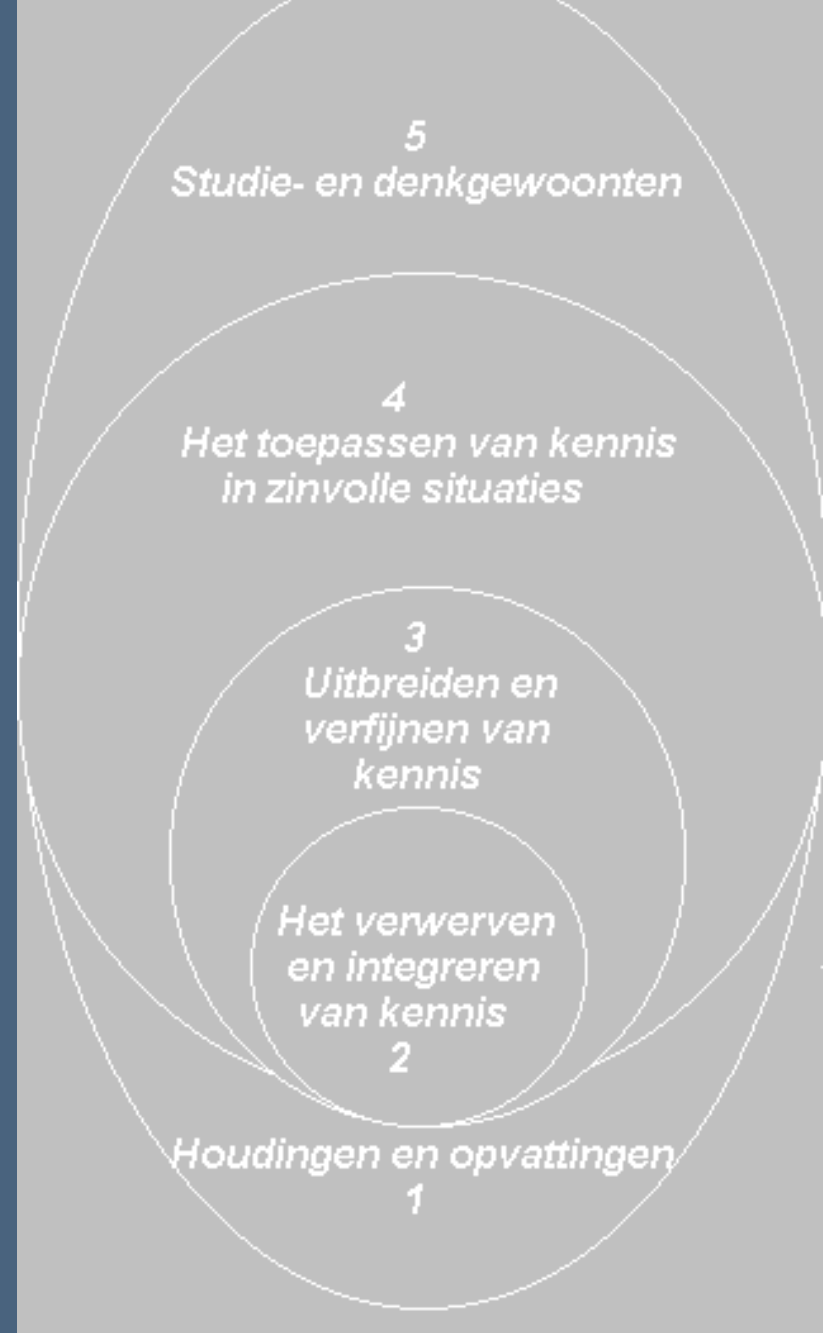 5
Studie- en denkgewoonten
4
Het toepassen van kennis
in zinvolle situaties
3
Uitbreiden en
verfijnen van
kennis
Het verwerven
en integreren
van kennis
2
Houdingen en opvattingen
1